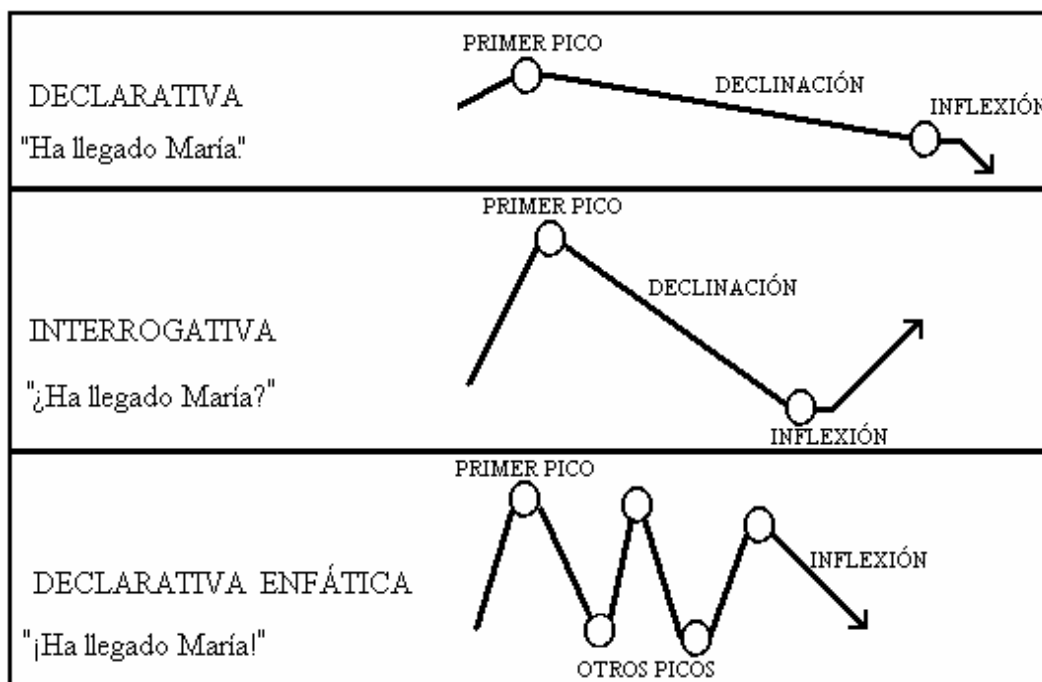 PRIMER PICO
DECLARATIVA
DECLINACIÓN
INFLEXIÓN
"Ha llegado María."
PRIMER PICO
DECLINACIÓN
INTERROGATIVA
"¿Ha llegado María?"
INFLEXIÓN
PRIMER PICO
INFLEXIÓN
DECLARATIVA ENFÁTICA
"¡Ha llegado María!"
OTROS PICOS